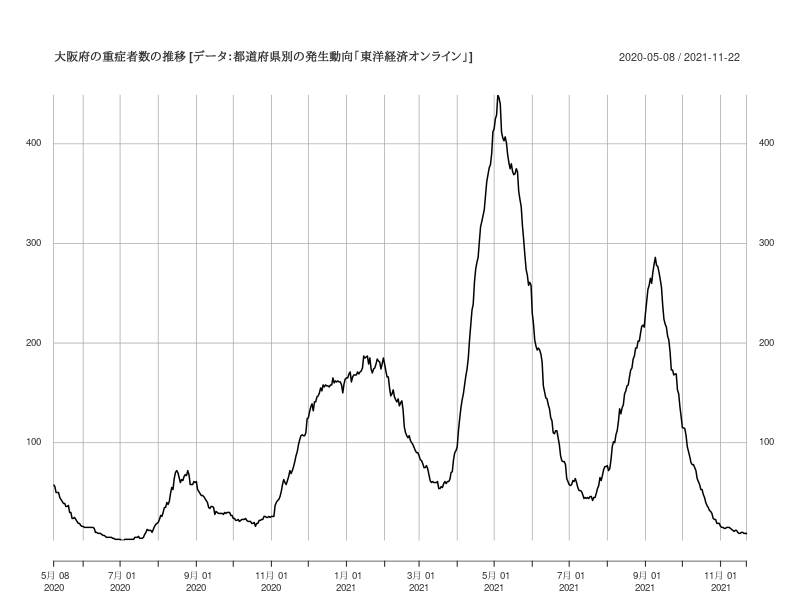 大阪府の重症者数の推移 [データ：都道府県別の発生動向「東洋経済オンライン」]
2020-05-08 / 2021-11-22
400 400
300 300
200 200
100 100
5月 08 7月 01 9月 01 11月 01 1月 01 3月 01 5月 01 7月 01 9月 01 11月 01
2020 2020 2020 2020 2021 2021 2021 2021 2021 2021